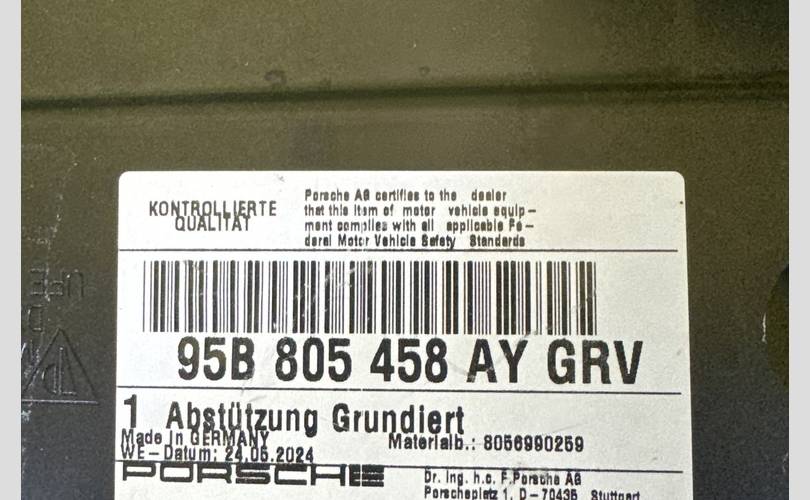 KONTROLLIERTE
QUALITÄT
Porsche AG certifies to the dealer
that this item of motor vehicle equip-
ment complies with all applicable Fe-
deral Motor Vehicle Safety Standards
95B 805 458 AY GRV
1 Abstützung Grundiert
Made in GERMANY
Materialb.: 8056990259
WE-Datum: 24.05.2024
PORSCHE
Dr. Ing. h.c. F.Porsche AG
Porscheplatz 1, D-70435 Stuttgart